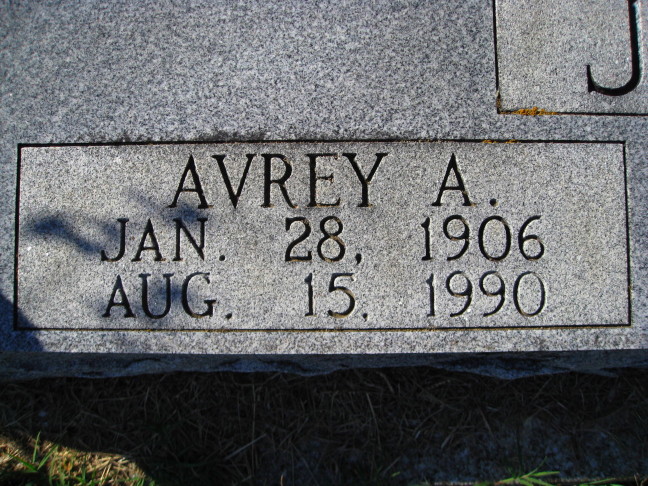 J
AVREY A.
JAN. 28, 1906
AUG. 15, 1990